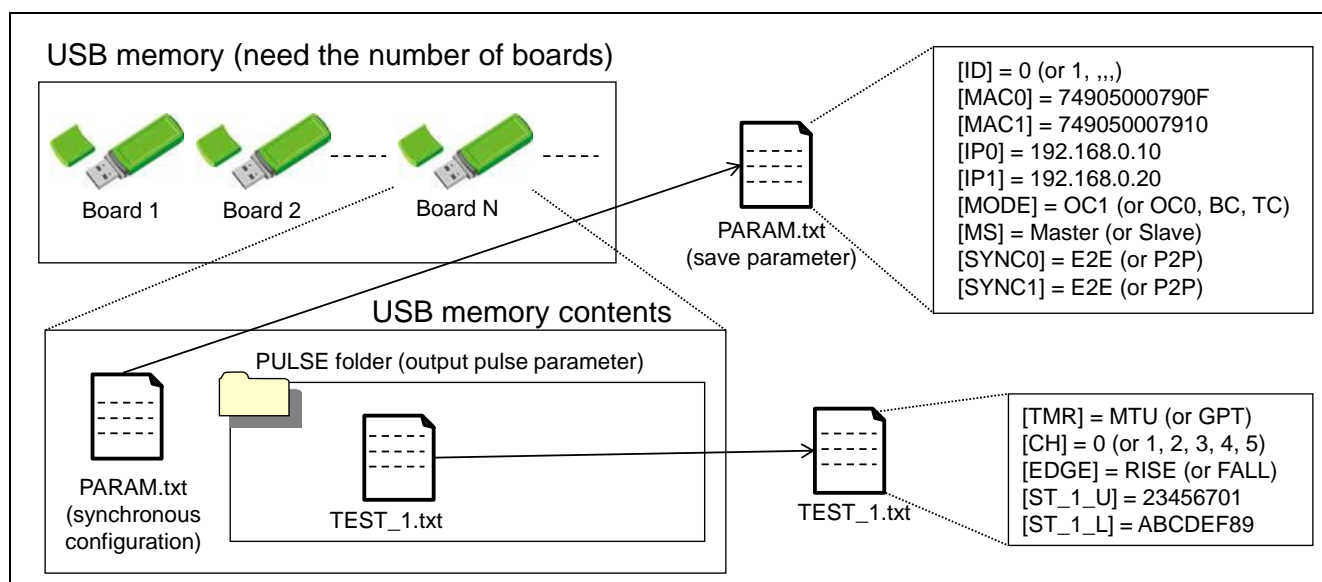 USB memory (need the number of boards)
Board 1
Board 2
Board N
PARAM.txt
(save parameter)
[ID] = 0 (or 1, ,,,)
[MAC0] = 74905000790F
[MAC1] = 749050007910
[IP0] = 192.168.0.10
[IP1] = 192.168.0.20
[MODE] = OC1 (or OC0, BC, TC)
[MS] = Master (or Slave)
[SYNC0] = E2E (or P2P)
[SYNC1] = E2E (or P2P)
USB memory contents
PULSE folder (output pulse parameter)
PARAM.txt
(synchronous
configuration)
TEST_1.txt
TEST_1.txt
[TMR] = MTU (or GPT)
[CH] = 0 (or 1, 2, 3, 4, 5)
[EDGE] = RISE (or FALL)
[ST_1_U] = 23456701
[ST_1_L] = ABCDEF89